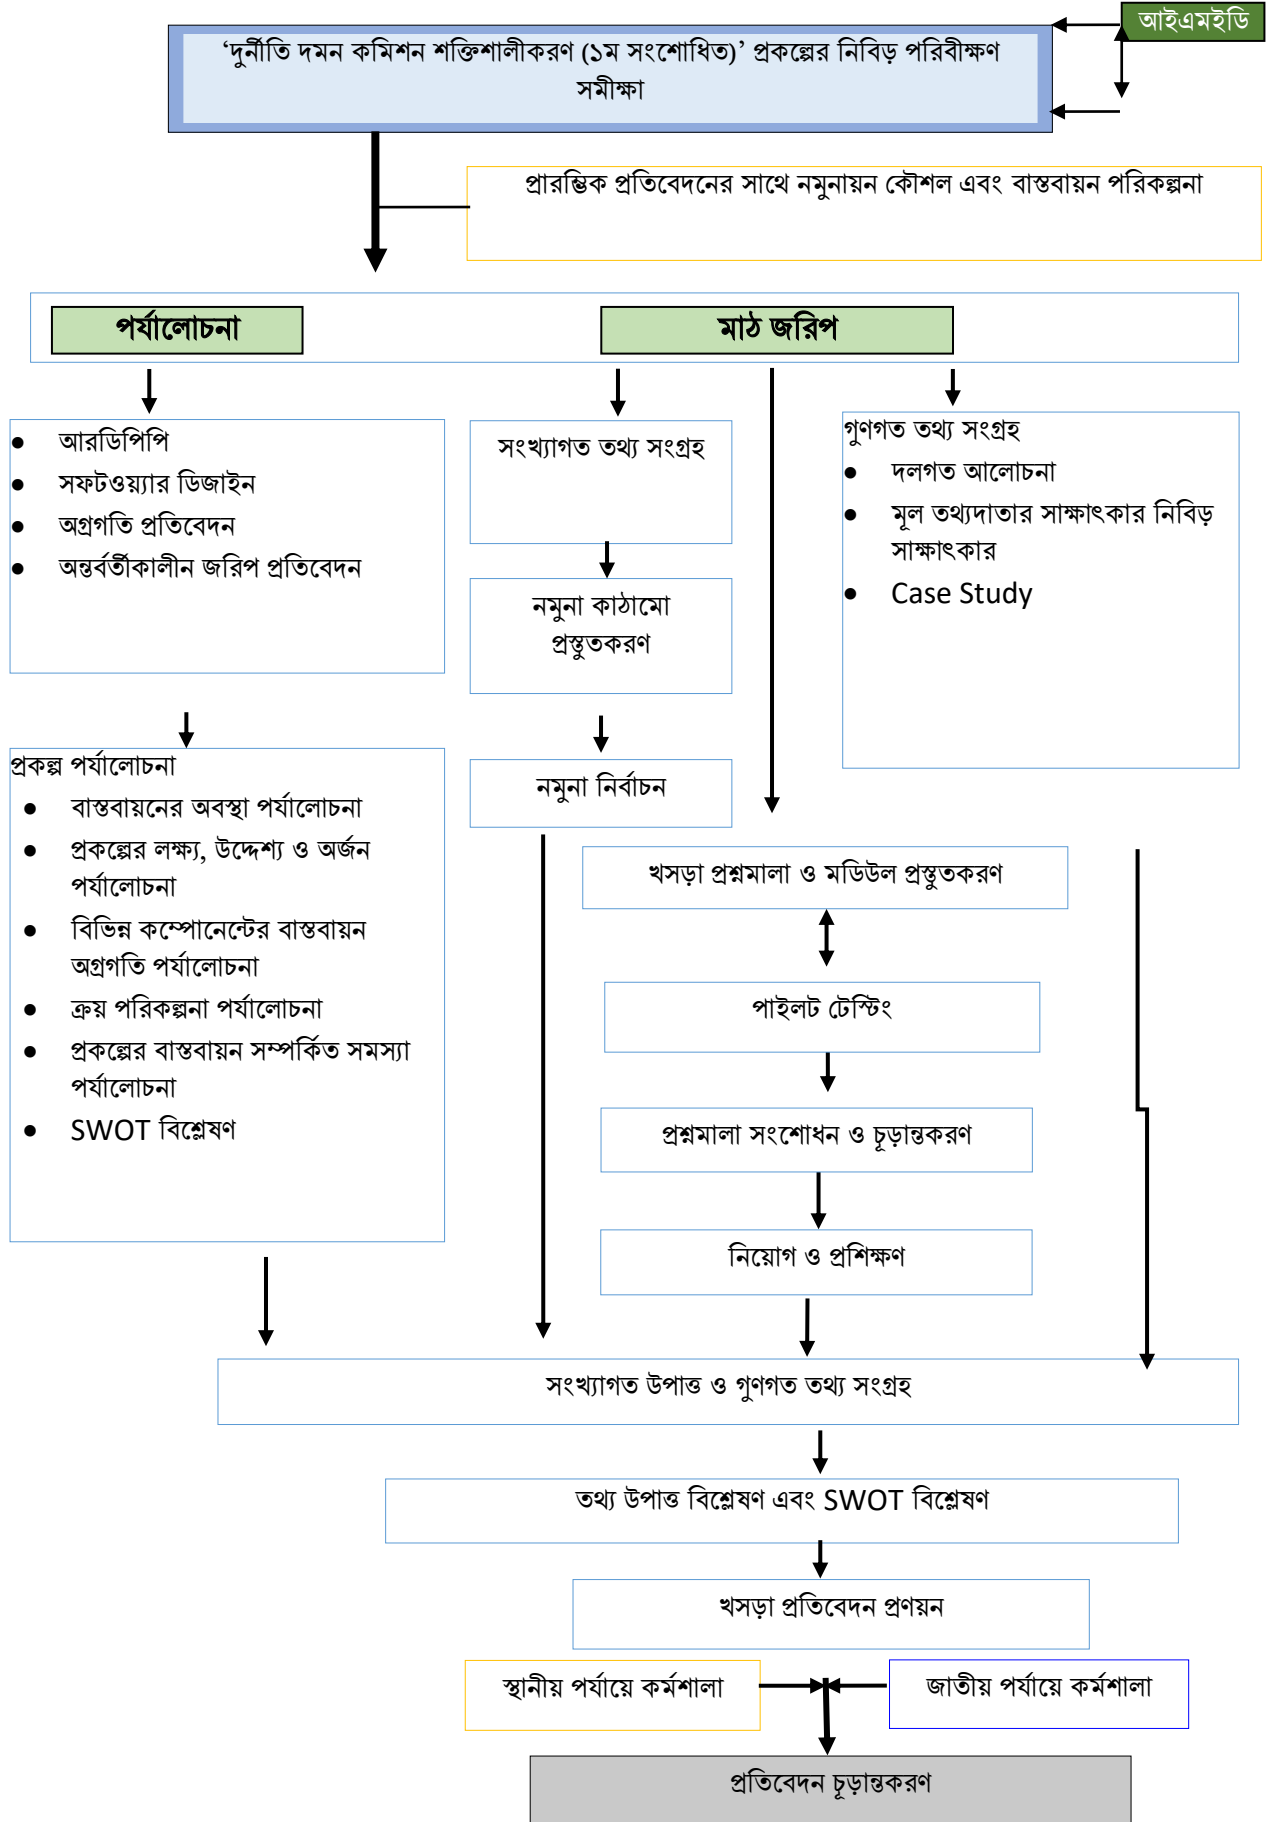 আইএমইডি
‘দুর্নীতি দমন কমিশন শক্তিশালীকরণ (১ম সংশোধিত)’ প্রকল্পের নিবিড় পরিবীক্ষণ
সমীক্ষা
প্রারম্ভিক প্রতিবেদনের সাথে নমুনায়ন কৌশল এবং বাস্তবায়ন পরিকল্পনা
পর্যালোচনা
মাঠ জরিপ
● আরডিপিপি
● সফটওয়্যার ডিজাইন
● অগ্রগতি প্রতিবেদন
● অন্তর্বর্তীকালীন জরিপ প্রতিবেদন
সংখ্যাগত তথ্য সংগ্রহ
গুণগত তথ্য সংগ্রহ
● দলগত আলোচনা
● মূল তথ্যদাতার সাক্ষাৎকার নিবিড়
সাক্ষাৎকার
● Case Study
নমুনা কাঠামো
প্রস্তুতকরণ
নমুনা নির্বাচন
প্রকল্প পর্যালোচনা
● বাস্তবায়নের অবস্থা পর্যালোচনা
● প্রকল্পের লক্ষ্য, উদ্দেশ্য ও অর্জন
পর্যালোচনা
● বিভিন্ন কম্পোনেন্টের বাস্তবায়ন
অগ্রগতি পর্যালোচনা
● ক্রয় পরিকল্পনা পর্যালোচনা
● প্রকল্পের বাস্তবায়ন সম্পর্কিত সমস্যা
পর্যালোচনা
● SWOT বিশ্লেষণ
খসড়া প্রশ্নমালা ও মডিউল প্রস্তুতকরণ
পাইলট টেস্টিং
প্রশ্নমালা সংশোধন ও চূড়ান্তকরণ
নিয়োগ ও প্রশিক্ষণ
সংখ্যাগত উপাত্ত ও গুণগত তথ্য সংগ্রহ
তথ্য উপাত্ত বিশ্লেষণ এবং SWOT বিশ্লেষণ
খসড়া প্রতিবেদন প্রণয়ন
স্থানীয় পর্যায়ে কর্মশালা
জাতীয় পর্যায়ে কর্মশালা
প্রতিবেদন চূড়ান্তকরণ